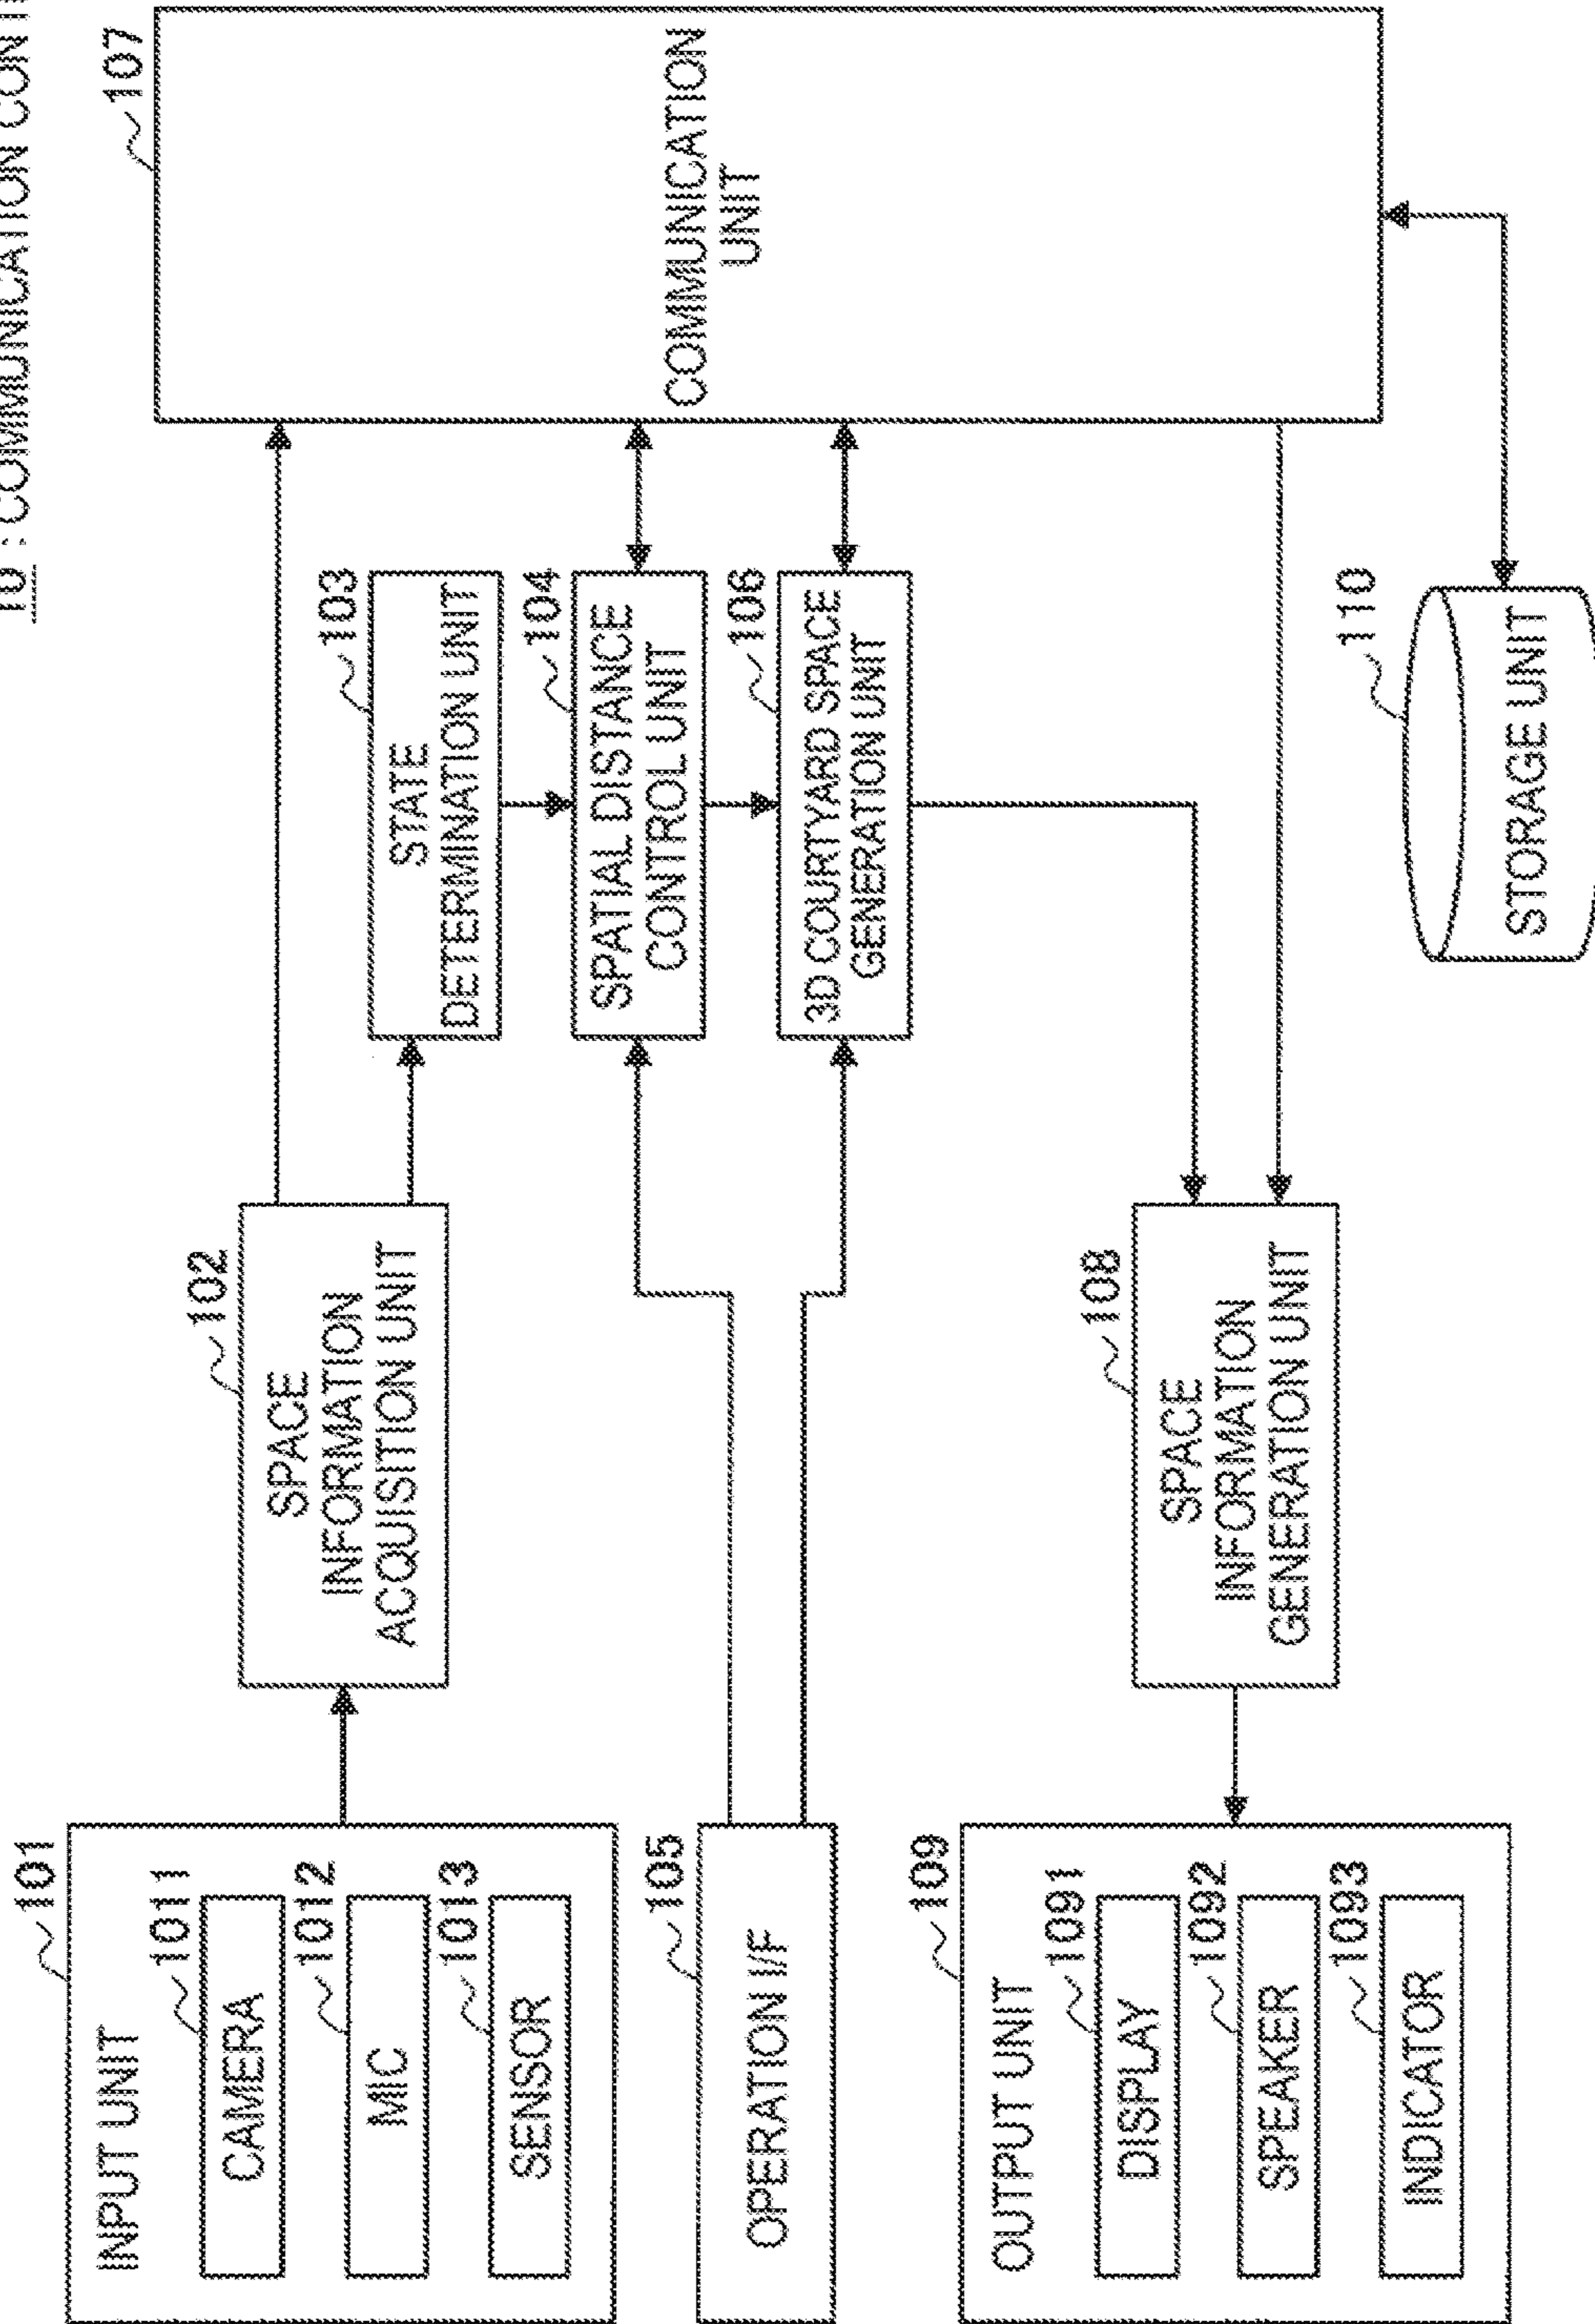 10 : COMMUNICATION
107
COMMUNICATION
UNIT
101
INPUT UNIT
1011
CAMERA
1012
MIC
1013
SENSOR
102
SPACE
INFORMATION
ACQUISITION UNIT
103
STATE
DETERMINATION UNIT
104
SPATIAL DISTANCE
CONTROL UNIT
105
OPERATION I/F
106
3D COURTYARD SPACE
GENERATION UNIT
108
SPACE
INFORMATION
GENERATION UNIT
109
OUTPUT UNIT
1091
DISPLAY
1092
SPEAKER
1093
INDICATOR
110
STORAGE UNIT